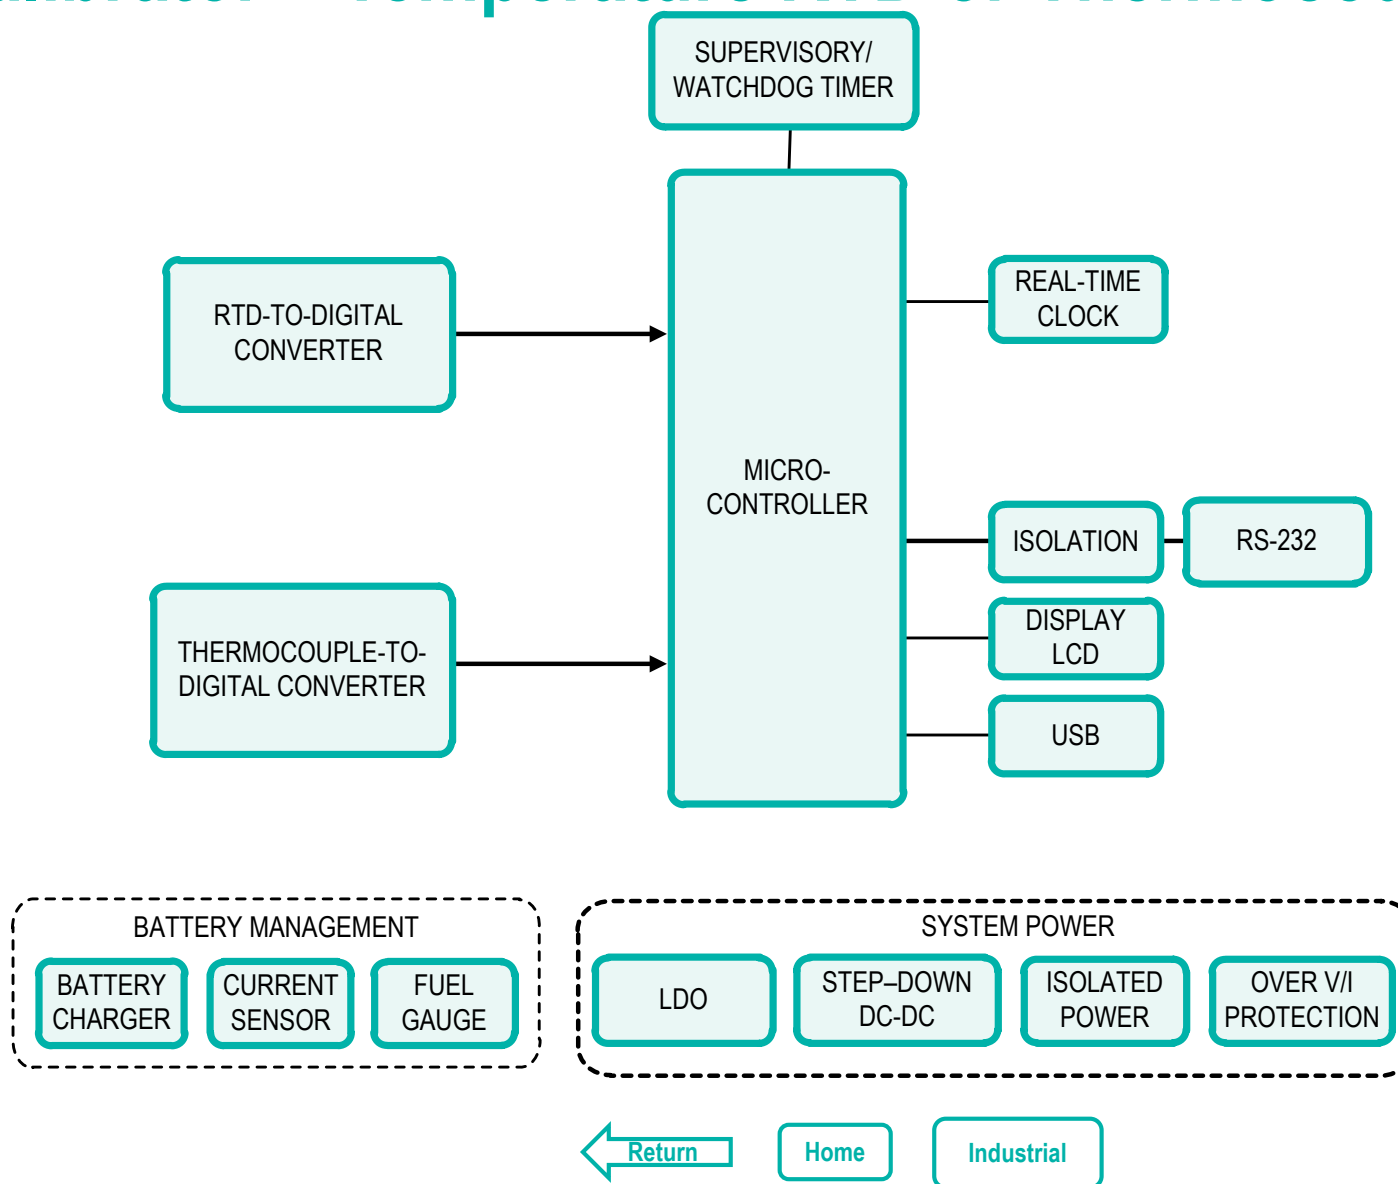 SUPERVISORY/
WATCHDOG TIMER
RTD-TO-DIGITAL
CONVERTER
REAL-TIME
CLOCK
MICRO-
CONTROLLER
ISOLATION
RS-232
DISPLAY
LCD
THERMOCOUPLE-TO-
DIGITAL CONVERTER
USB
BATTERY MANAGEMENT
BATTERY
CHARGER
CURRENT
SENSOR
FUEL
GAUGE
SYSTEM POWER
LDO
STEP–DOWN
DC-DC
ISOLATED
POWER
OVER V/I
PROTECTION
Return
Home
Industrial